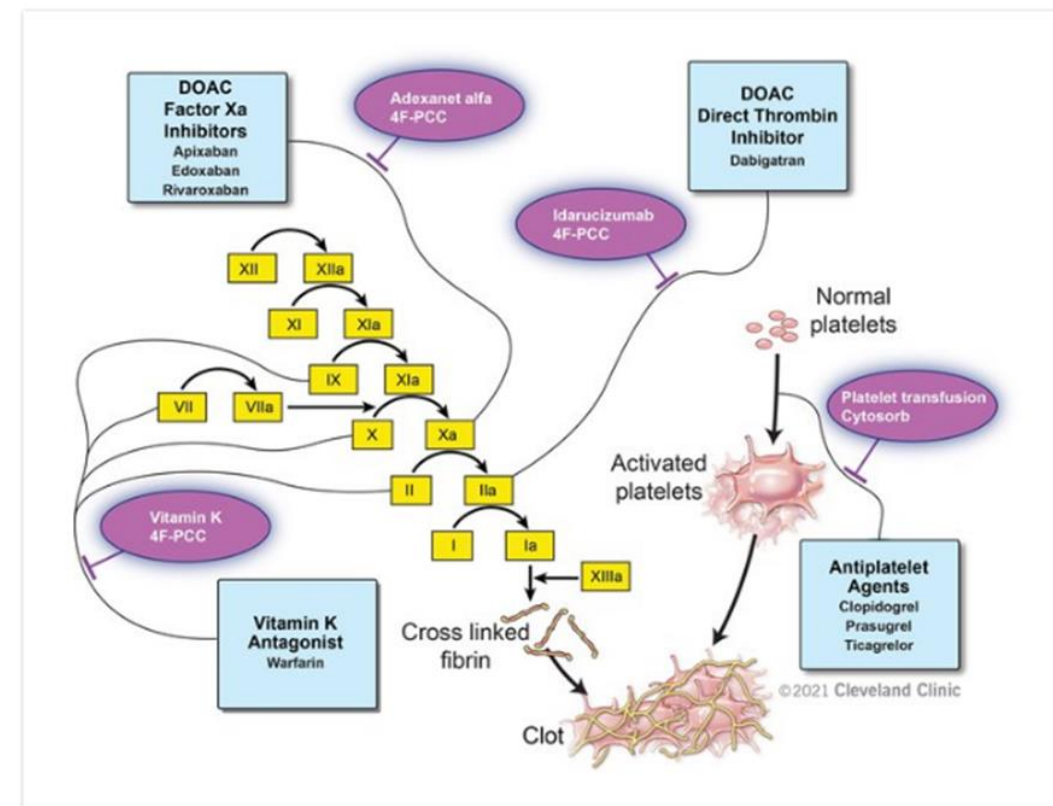 DOAC
Factor Xa
Inhibitors
Apixaban
Edoxaban
Rivaroxaban
Adexanet alfa
4F-PCC
DOAC
Direct Thrombin
Inhibitor
Dabigatran
Idarucizumab
4F-PCC
XII
XIIa
XI
XIa
IX
XIa
VII
VIIa
X
Xa
II
IIa
I
Ia
XIIIa
Normal
platelets
Platelet transfusion
Cytosorb
Activated
platelets
Vitamin K
4F-PCC
Vitamin K
Antagonist
Warfarin
Cross linked
fibrin
Antiplatelet
Agents
Clopidogrel
Prasugrel
Ticagrelor
©2021 Cleveland Clinic
Clot